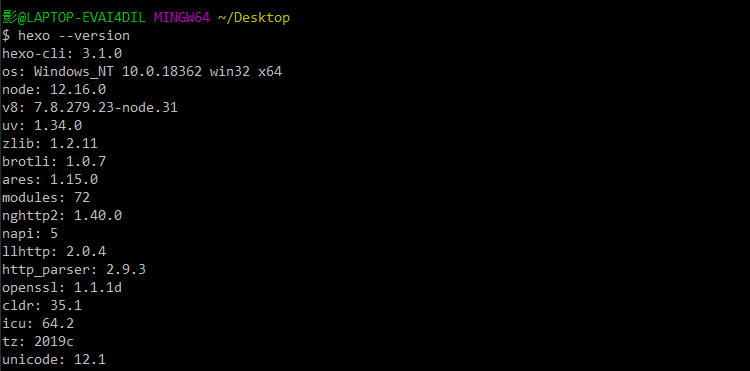 影@LAPTOP-EVAI4DIL MINGW64 ~/Desktop
$ hexo --version
hexo-cli: 3.1.0
os: Windows_NT 10.0.18362 win32 x64
node: 12.16.0
v8: 7.8.279.23-node.31
uv: 1.34.0
zlib: 1.2.11
brotli: 1.0.7
ares: 1.15.0
modules: 72
nghttp2: 1.40.0
napi: 5
llhttp: 2.0.4
http_parser: 2.9.3
openssl: 1.1.1d
cldr: 35.1
icu: 64.2
tz: 2019c
unicode: 12.1